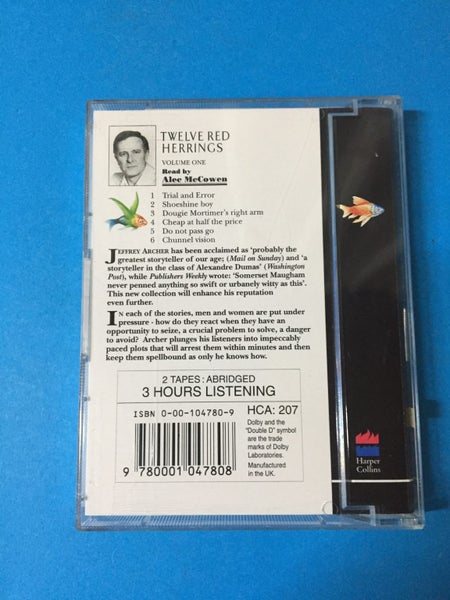 TWELVE RED
HERRINGS
VOLUME ONE
Read by
Alec McCowen
1 Trial and Error
2 Shoeshine boy
3 Dougie Mortimer's right arm
4 Cheap at half the price
5 Do not pass go
6 Chunnel vision
JEFFREY ARCHER has been acclaimed as 'probably the
greatest storyteller of our age; (Mail on Sunday) and 'a
storyteller in the class of Alexandre Dumas' (Washington
Post), while Publishers Weekly wrote: 'Somerset Maugham
never penned anything so swift or urbanely witty as this'.
This new collection will enhance his reputation
even further.
IN each of the stories, men and women are put under
pressure - how do they react when they have an
opportunity to seize, a crucial problem to solve, a danger
to avoid? Archer plunges his listeners into impeccably
paced plots that will arrest them within minutes and then
keep them spellbound as only he knows how.
2 TAPES : ABRIDGED
3 HOURS LISTENING
ISBN 0-00-104780-9
9 780001 047808
HCA: 207
Dolby and the
"Double D" symbol
are the trade
marks of Dolby
Laboratories.
Manufactured
in the UK.
Harper
Collins